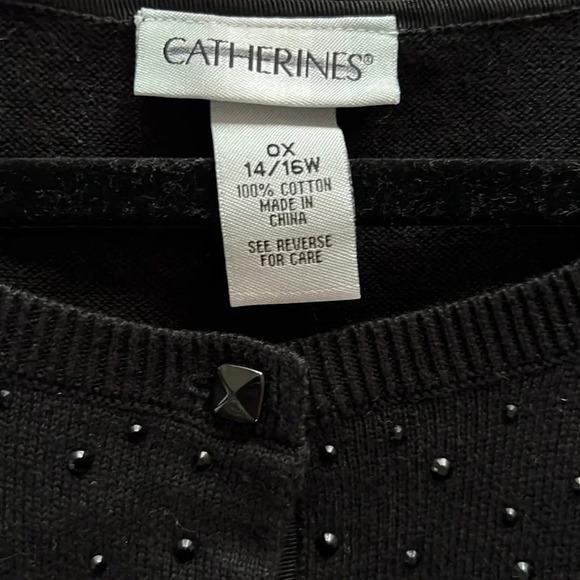 CATHERINES®
0X
14/16W
100% COTTON
MADE IN
CHINA
SEE REVERSE
FOR CARE